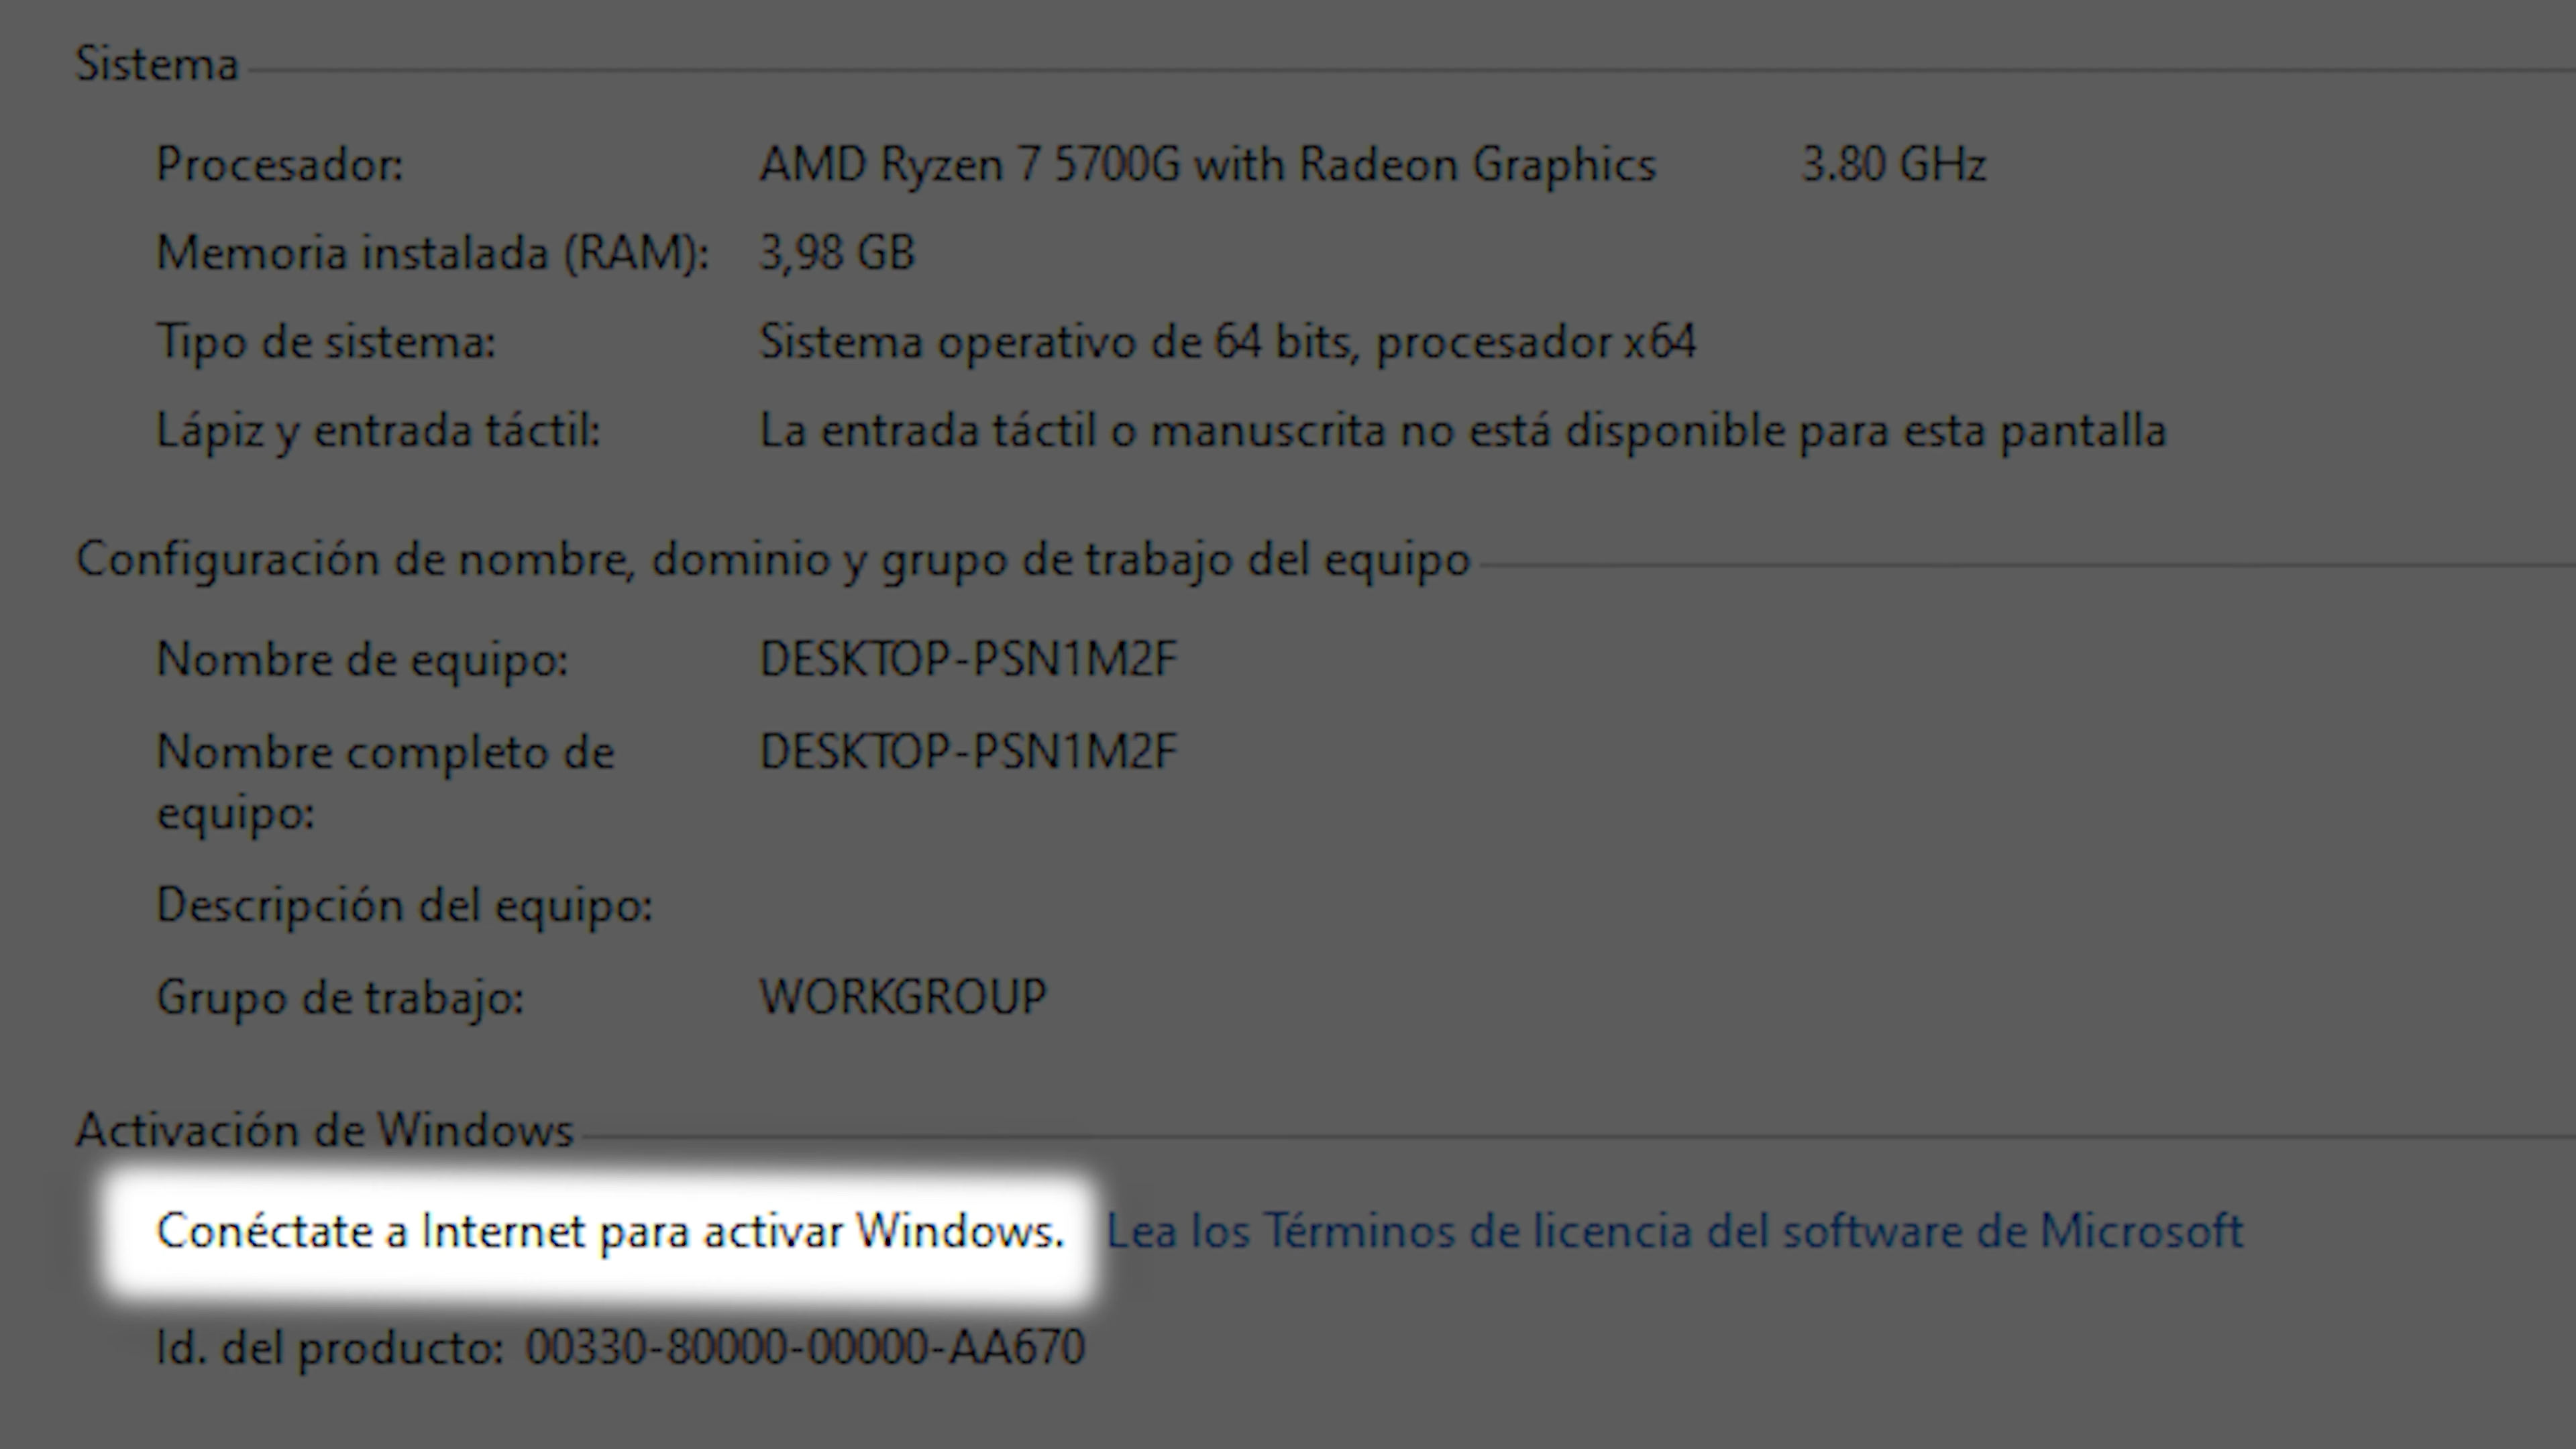 Sistema
Procesador: AMD Ryzen 7 5700G with Radeon Graphics 3.80 GHz
Memoria instalada (RAM): 3,98 GB
Tipo de sistema: Sistema operativo de 64 bits, procesador x64
Lápiz y entrada táctil: La entrada táctil o manuscrita no está disponible para esta pantalla
Configuración de nombre, dominio y grupo de trabajo del equipo
Nombre de equipo: DESKTOP-PSN1M2F
Nombre completo de DESKTOP-PSN1M2F
equipo:
Descripción del equipo:
Grupo de trabajo: WORKGROUP
Activación de Windows
Conéctate a Internet para activar Windows. Lea los Términos de licencia del software de Microsoft
Id. del producto: 00330-80000-00000-AA670